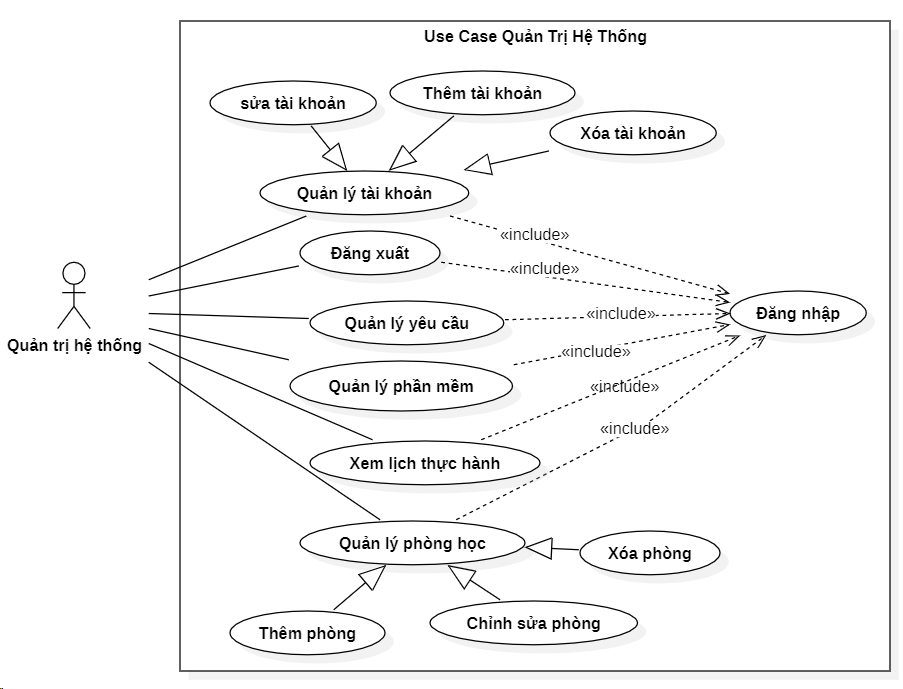 Use Case Quản Trị Hệ Thống
sửa tài khoản
Thêm tài khoản
Xóa tài khoản
Quản lý tài khoản
«include»
Đăng xuất
«include»
Quản lý yêu cầu
«include»
Đăng nhập
Quản trị hệ thống
«include»
Quản lý phần mềm
«include»
«include»
Xem lịch thực hành
Quản lý phòng học
Xóa phòng
Thêm phòng
Chỉnh sửa phòng